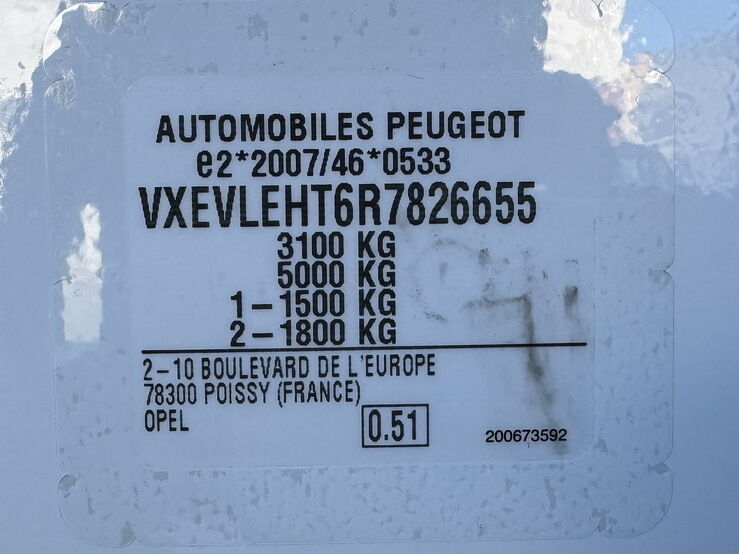 AUTOMOBILES PEUGEOT
e2*2007/46*0533
VXEVLEHT6R7826655
3100 KG
5000 KG
1-1500 KG
2-1800 KG
2-10 BOULEVARD DE L'EUROPE
78300 POISSY (FRANCE)
OPEL
0.51
200673592